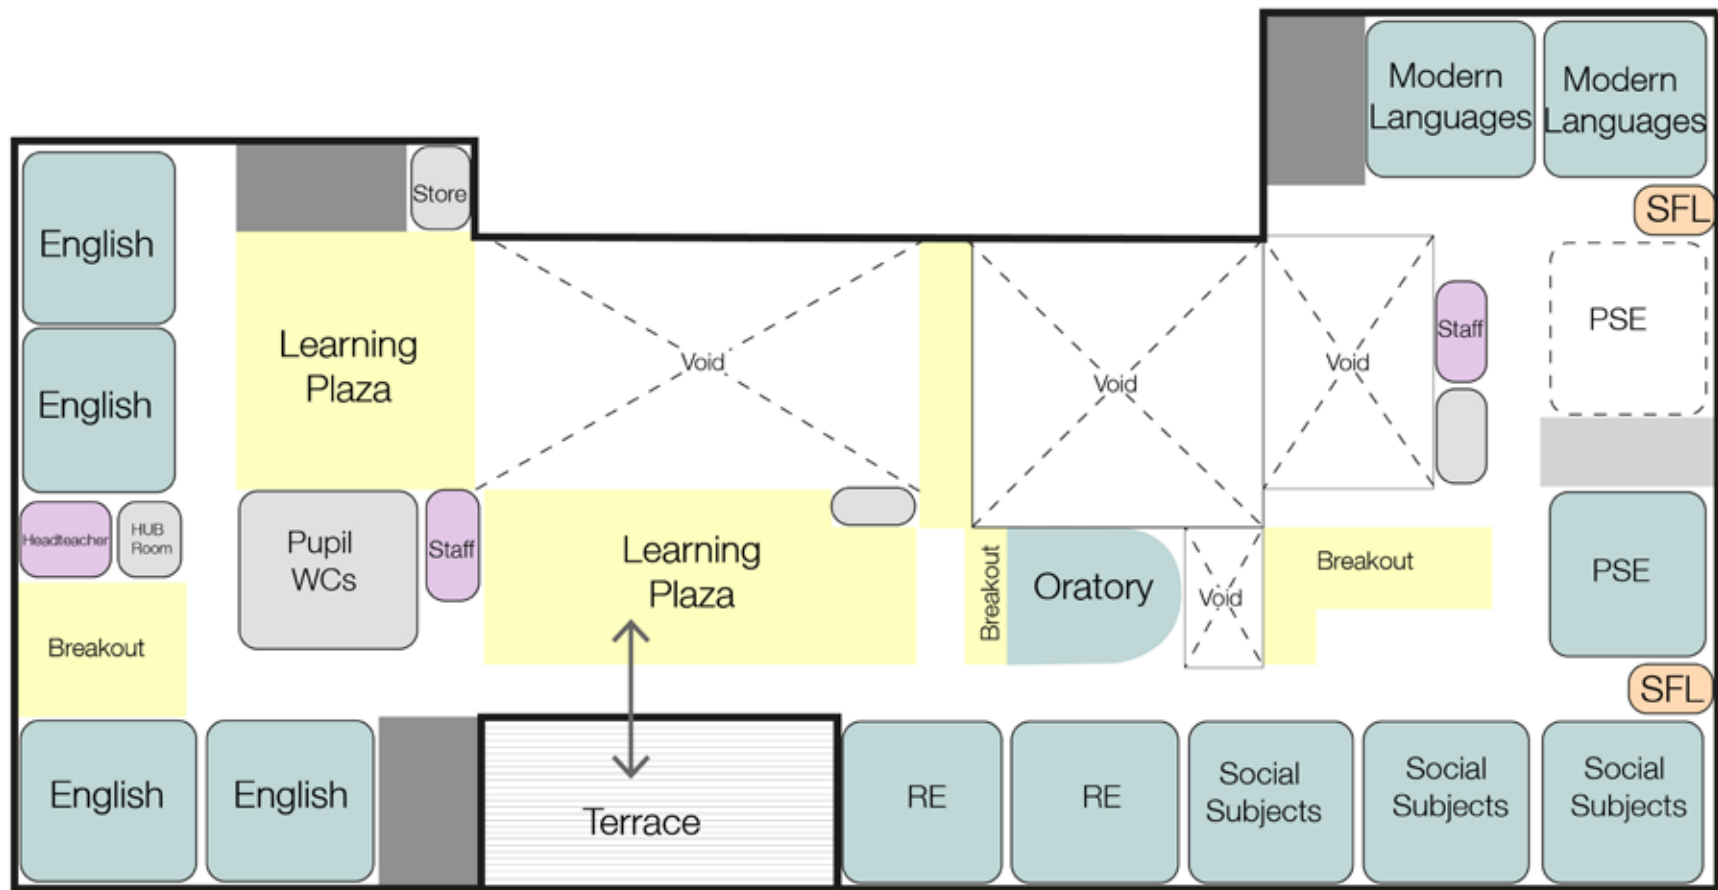 Modern
Languages
Modern
Languages
Store
SFL
English
Learning
Plaza
Void
Void
Void
Staff
PSE
English
Headteacher
HUB
Room
Pupil
WCs
Staff
Learning
Plaza
Breakout
Oratory
Void
Breakout
PSE
Breakout
SFL
English
English
Terrace
RE
RE
Social
Subjects
Social
Subjects
Social
Subjects